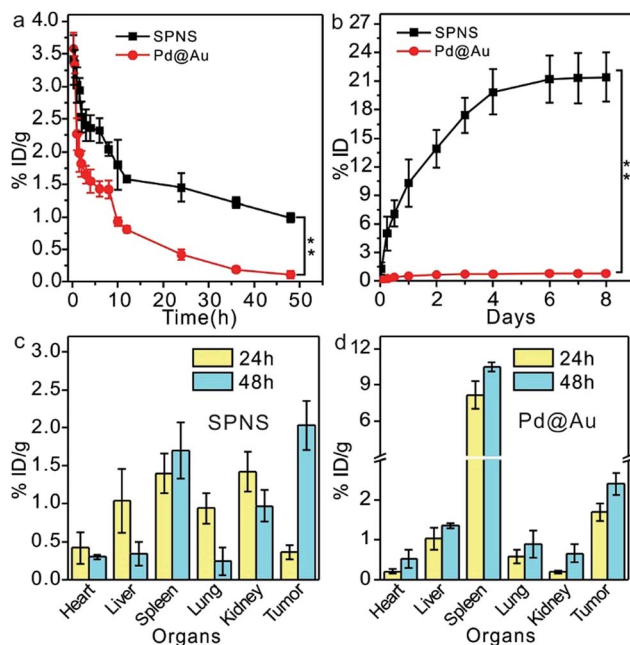 a
SPNS
Pd@Au
% ID/g
4.0
3.5
3.0
2.5
2.0
1.5
1.0
0.5
0.0
**
0 10 20 30 40 50
Time(h)
b
SPNS
Pd@Au
% ID
27
24
21
18
15
12
9
6
3
0
**
0 2 4 6 8
Days
c
24h
48h
SPNS
% ID/g
3.0
2.5
2.0
1.5
1.0
0.5
0.0
Heart Liver Spleen Lung Kidney Tumor
Organs
d
24h
48h
Pd@Au
% ID/g
12
9
2
1
0
Heart Liver Spleen Lung Kidney Tumor
Organs